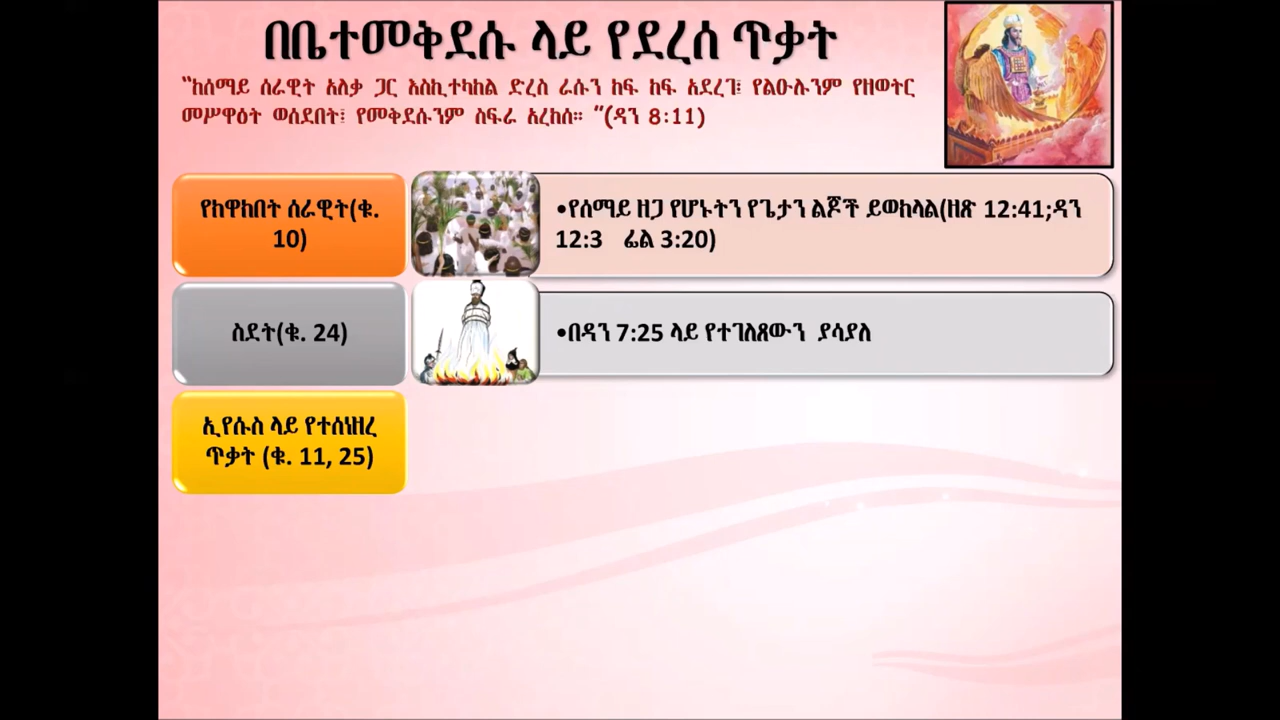 በቤተመቅደሱ ላይ የደረሰ ጥቃት
“ከሰማይ ሰራዊት አለቃ ጋር እስኪተካከል ድረስ ራሱን ከፍ ከፍ አደረገ፤ የልዑሉንም የዘወትር
መሥዋዕት ወሰደበት፤ የመቅደሱንም ስፍራ አረከሰ። ”(ዳን 8:11)
የከዋከበት ሰራዊት(ቁ.
10)
•የሰማይ ዘጋ የሆኑትን የጌታን ልጆች ይወከላል(ዘጽ 12:41;ዳን
12:3 ፊል 3:20)
ስደት(ቁ. 24)
•በዳን 7:25 ላይ የተገለጸውን ያሳያለ
ኢየሱስ ላይ የተሰነዘረ
ጥቃት (ቁ. 11, 25)